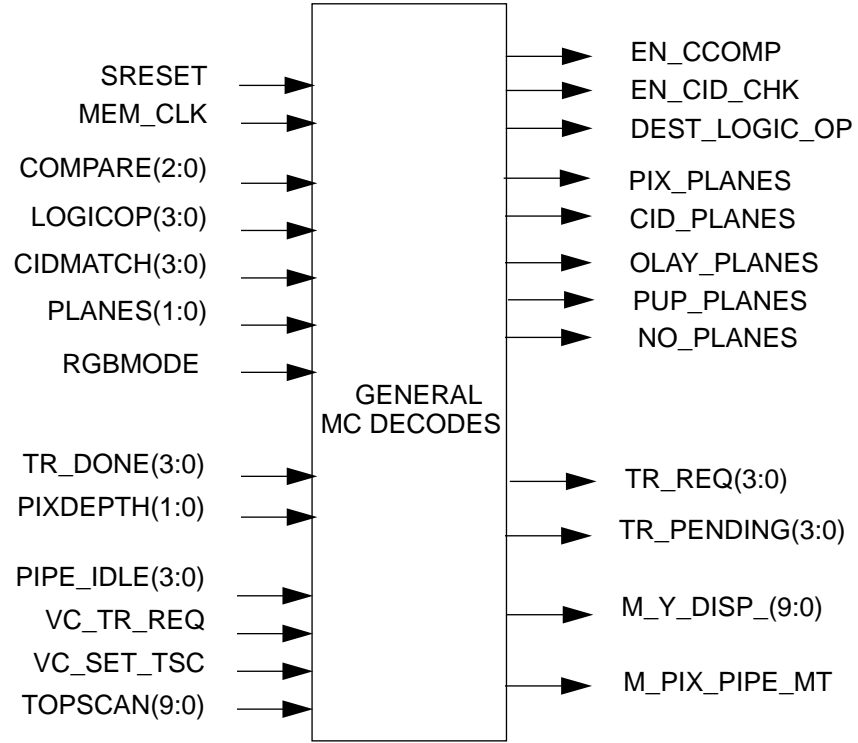 SRESET
MEM_CLK
COMPARE(2:0)
LOGICOP(3:0)
CIDMATCH(3:0)
PLANES(1:0)
RGBMODE
TR_DONE(3:0)
PIXDEPTH(1:0)
PIPE_IDLE(3:0)
VC_TR_REQ
VC_SET_TSC
TOPSCAN(9:0)
GENERAL
MC DECODES
EN_CCOMP
EN_CID_CHK
DEST_LOGIC_OP
PIX_PLANES
CID_PLANES
OLAY_PLANES
PUP_PLANES
NO_PLANES
TR_REQ(3:0)
TR_PENDING(3:0)
M_Y_DISP_(9:0)
M_PIX_PIPE_MT